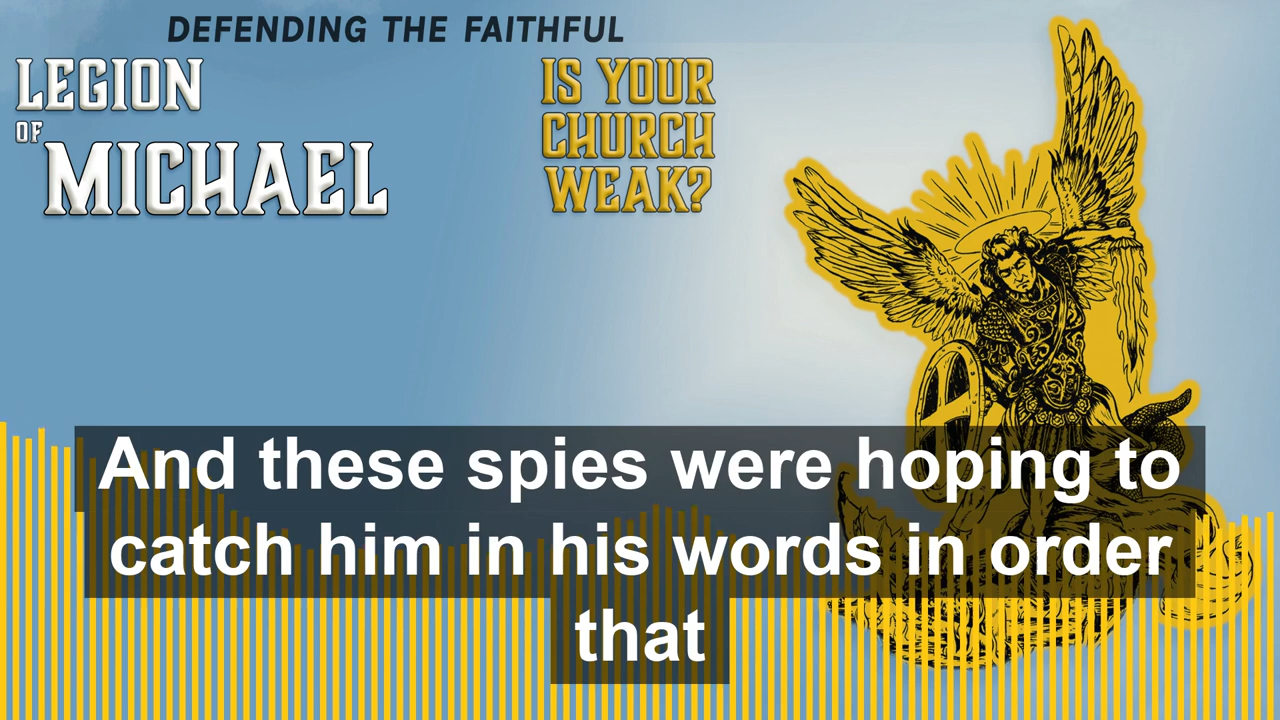 DEFENDING THE FAITHFUL
LEGION
OF
MICHAEL
IS YOUR
CHURCH
WEAK?
And these spies were hoping to
catch him in his words in order
that